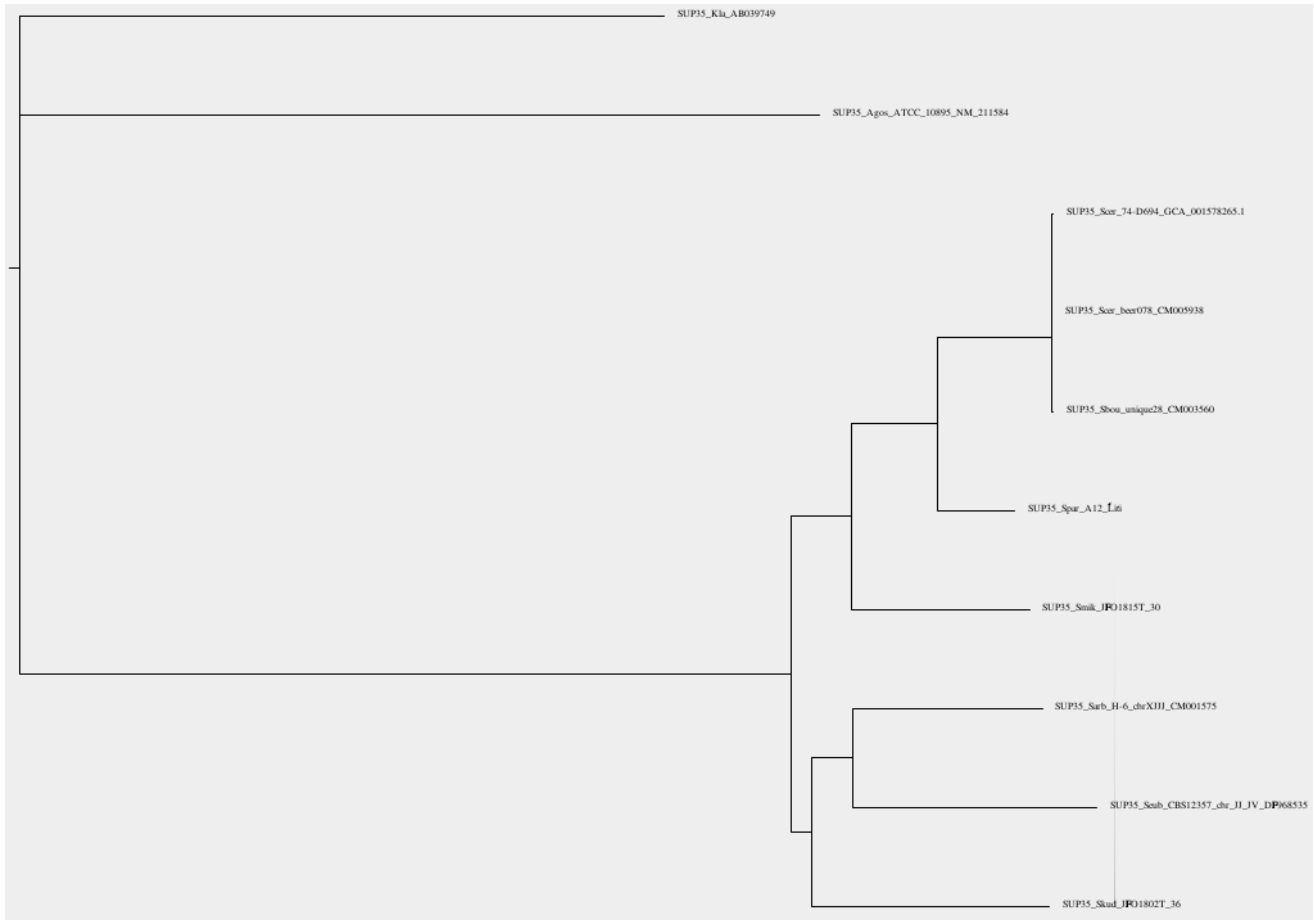 SUP35_Kla_AB039749
SUP35_Agos_ATCC_10895_NM_211584
SUP35_Scer_74-D694_GCA_001578265.1
SUP35_Scer_beer078_CM005938
SUP35_Sbou_unique28_CM003560
SUP35_Spar_A12_Liti
SUP35_Smik_IFO1815T_30
SUP35_Sarb_H-6_chrXIII_CM001575
SUP35_Seub_CBS12357_chr_II_IV_DF968535
SUP35_Skud_IFO1802T_36